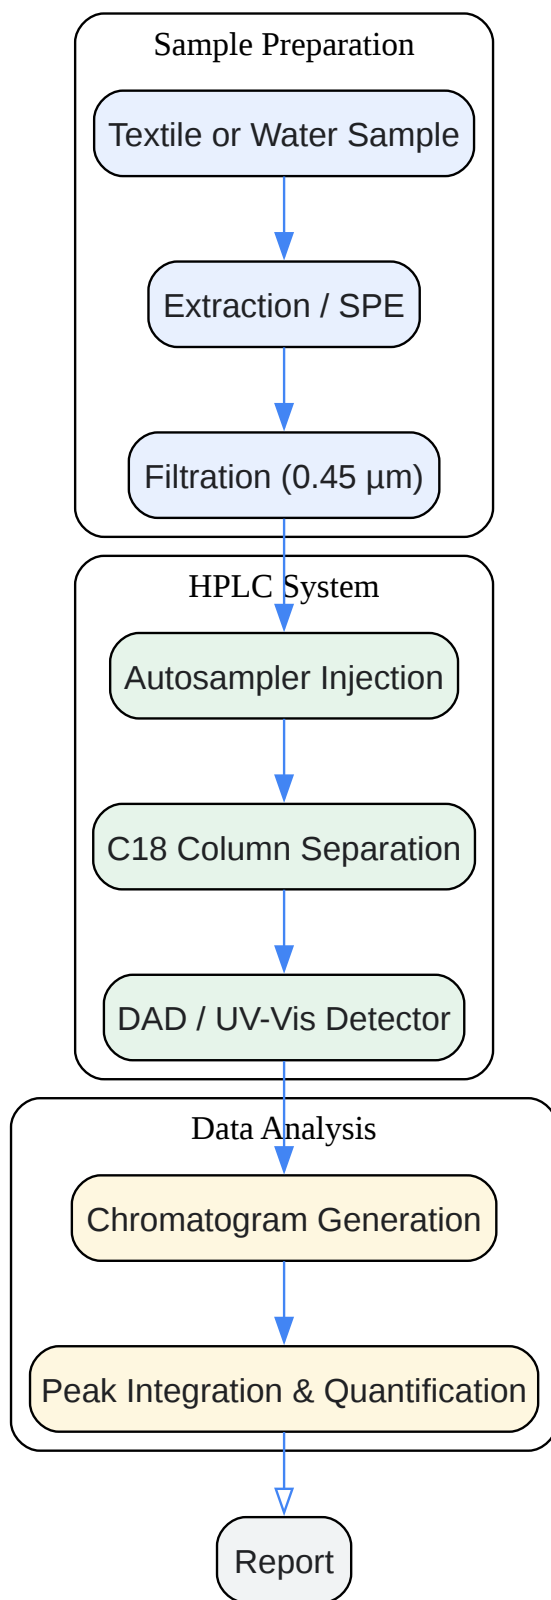 Sample Preparation
Textile or Water Sample
Extraction / SPE
Filtration (0.45 µm)
HPLC System
Autosampler Injection
C18 Column Separation
DAD / UV-Vis Detector
Data Analysis
Chromatogram Generation
Peak Integration & Quantification
Report